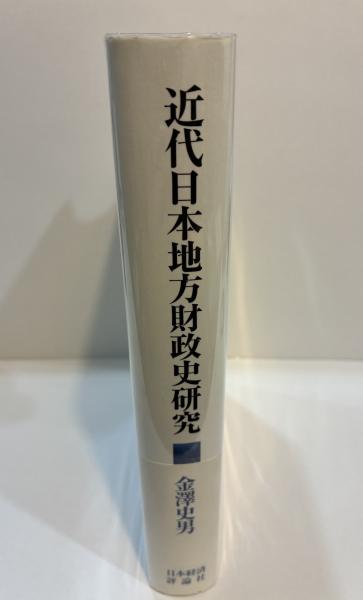 近代日本地方財政史研究
金澤史男
日本経済
評論社